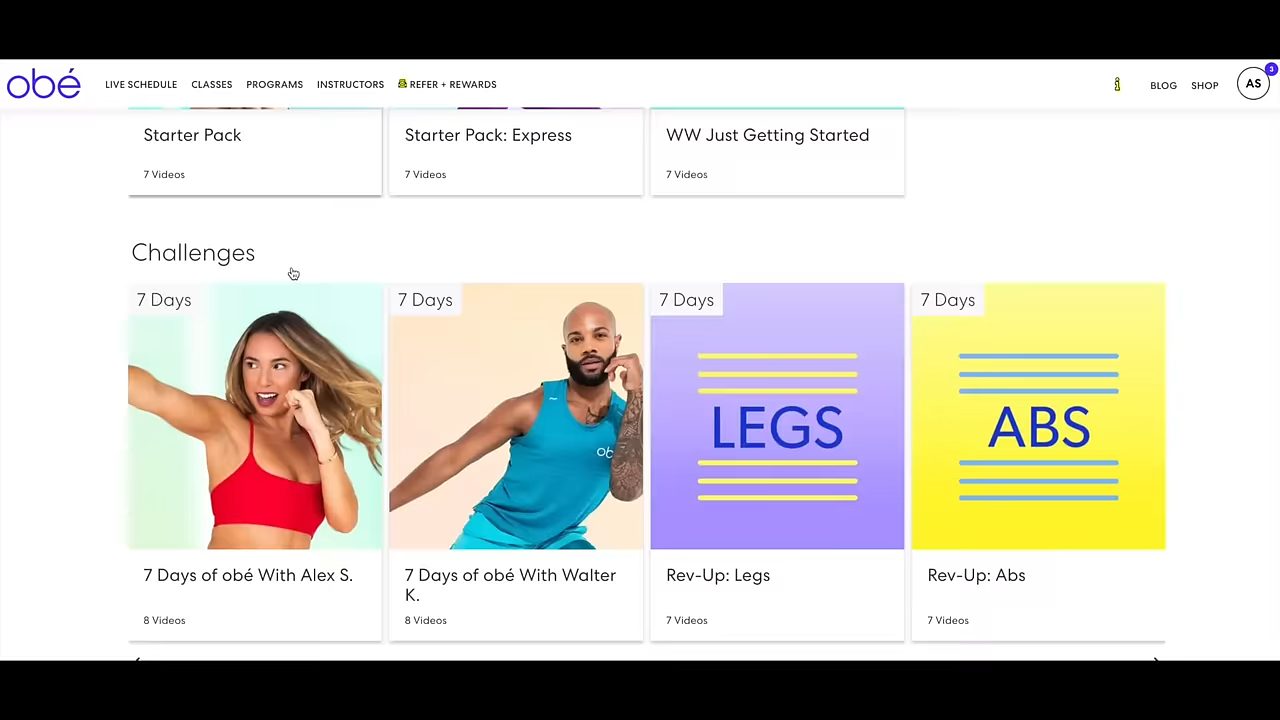 obé
LIVE SCHEDULE
CLASSES
PROGRAMS
INSTRUCTORS
REFER + REWARDS
BLOG
SHOP
AS
3
Starter Pack
7 Videos
Starter Pack: Express
7 Videos
WW Just Getting Started
7 Videos
Challenges
7 Days
7 Days of obé With Alex S.
8 Videos
7 Days
ob
7 Days of obé With Walter
K.
8 Videos
7 Days
LEGS
Rev-Up: Legs
7 Videos
7 Days
ABS
Rev-Up: Abs
7 Videos